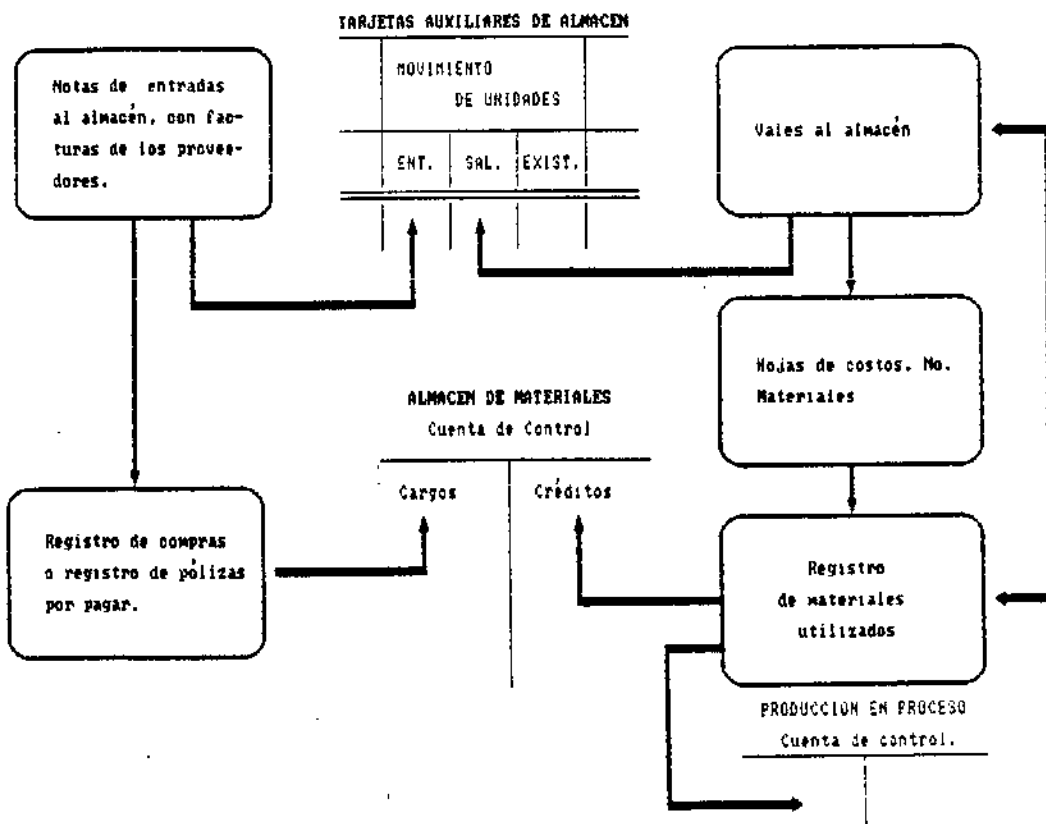 TARJETAS AUXILIARES DE ALMACEN
MOVIMIENTO
DE UNIDADES
ENT. SAL. EXIST.
Notas de entradas
al almacén, con fac-
turas de los provee-
dores.
Vales al almacén
Hojas de costos. No.
Materiales
ALMACEN DE MATERIALES
Cuenta de Control
Cargos Créditos
Registro de compras
o registro de pólizas
por pagar.
Registro
de materiales
utilizados
PRODUCCION EN PROCESO
Cuenta de control.